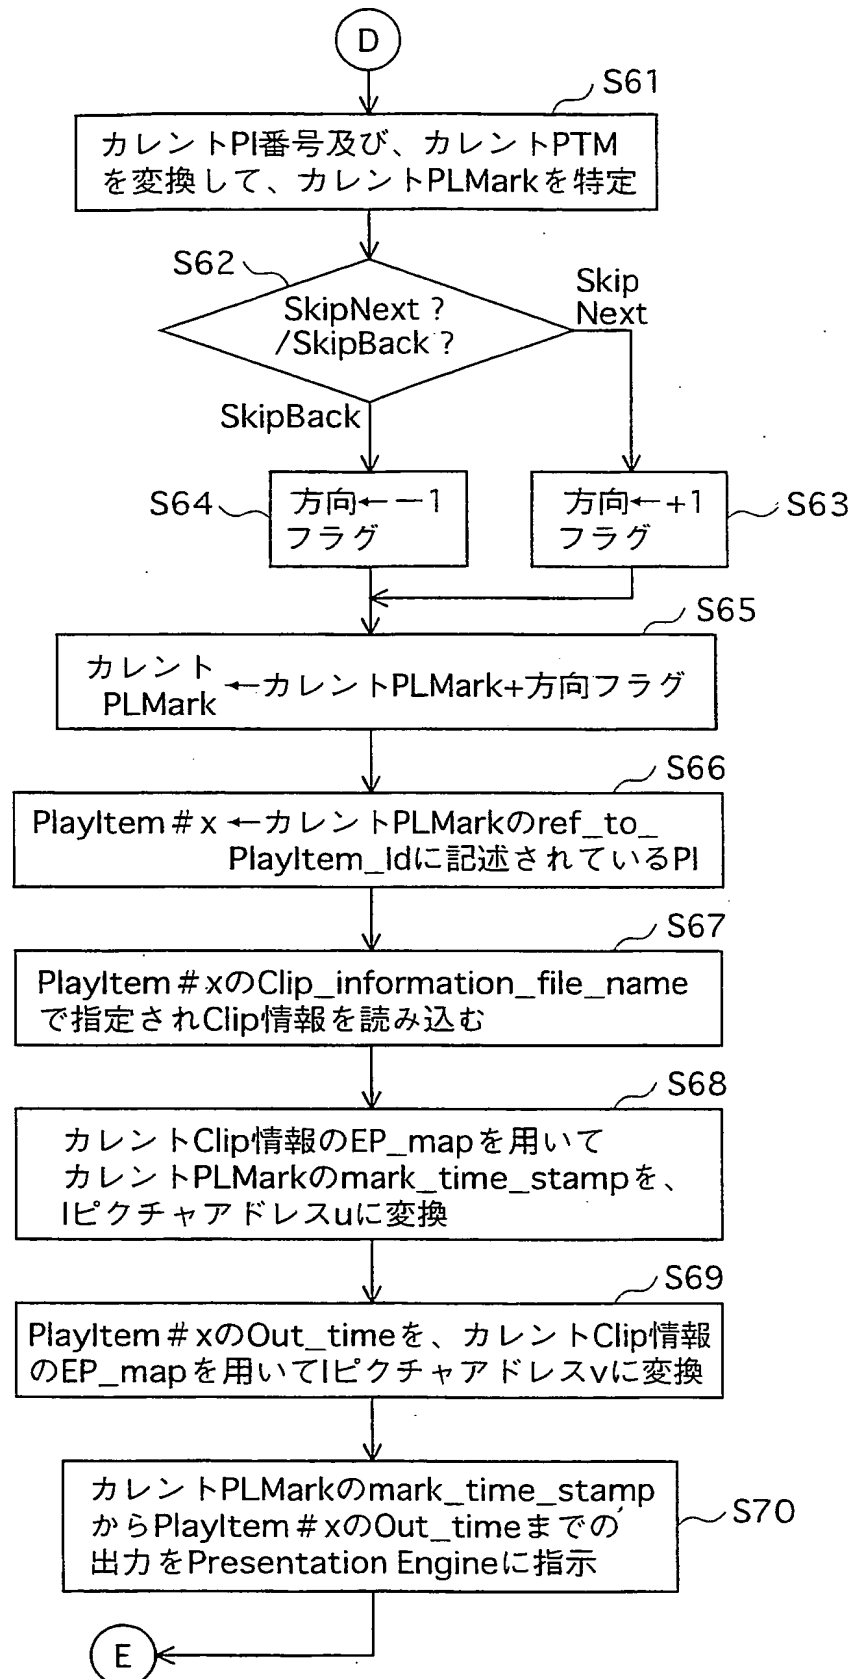 D
S61
カレントPI番号及び、カレントPTM
を変換して、カレントPLMarkを特定
S62
SkipNext ?
/SkipBack ?
Skip
Next
SkipBack
S64
方向←−1
フラグ
方向←+1
フラグ
S63
S65
カレント
PLMark
←カレントPLMark+方向フラグ
S66
PlayItem#x←カレントPLMarkのref_to_
PlayItem_Idに記述されているPI
S67
PlayItem#xのClip_information_file_name
で指定されClip情報を読み込む
S68
カレントClip情報のEP_mapを用いて
カレントPLMarkのmark_time_stampを、
Iピクチャアドレスuに変換
S69
PlayItem#xのOut_timeを、カレントClip情報
のEP_mapを用いてIピクチャアドレスvに変換
カレントPLMarkのmark_time_stamp
からPlayItem#xのOut_timeまでの
出力をPresentation Engineに指示
S70
E